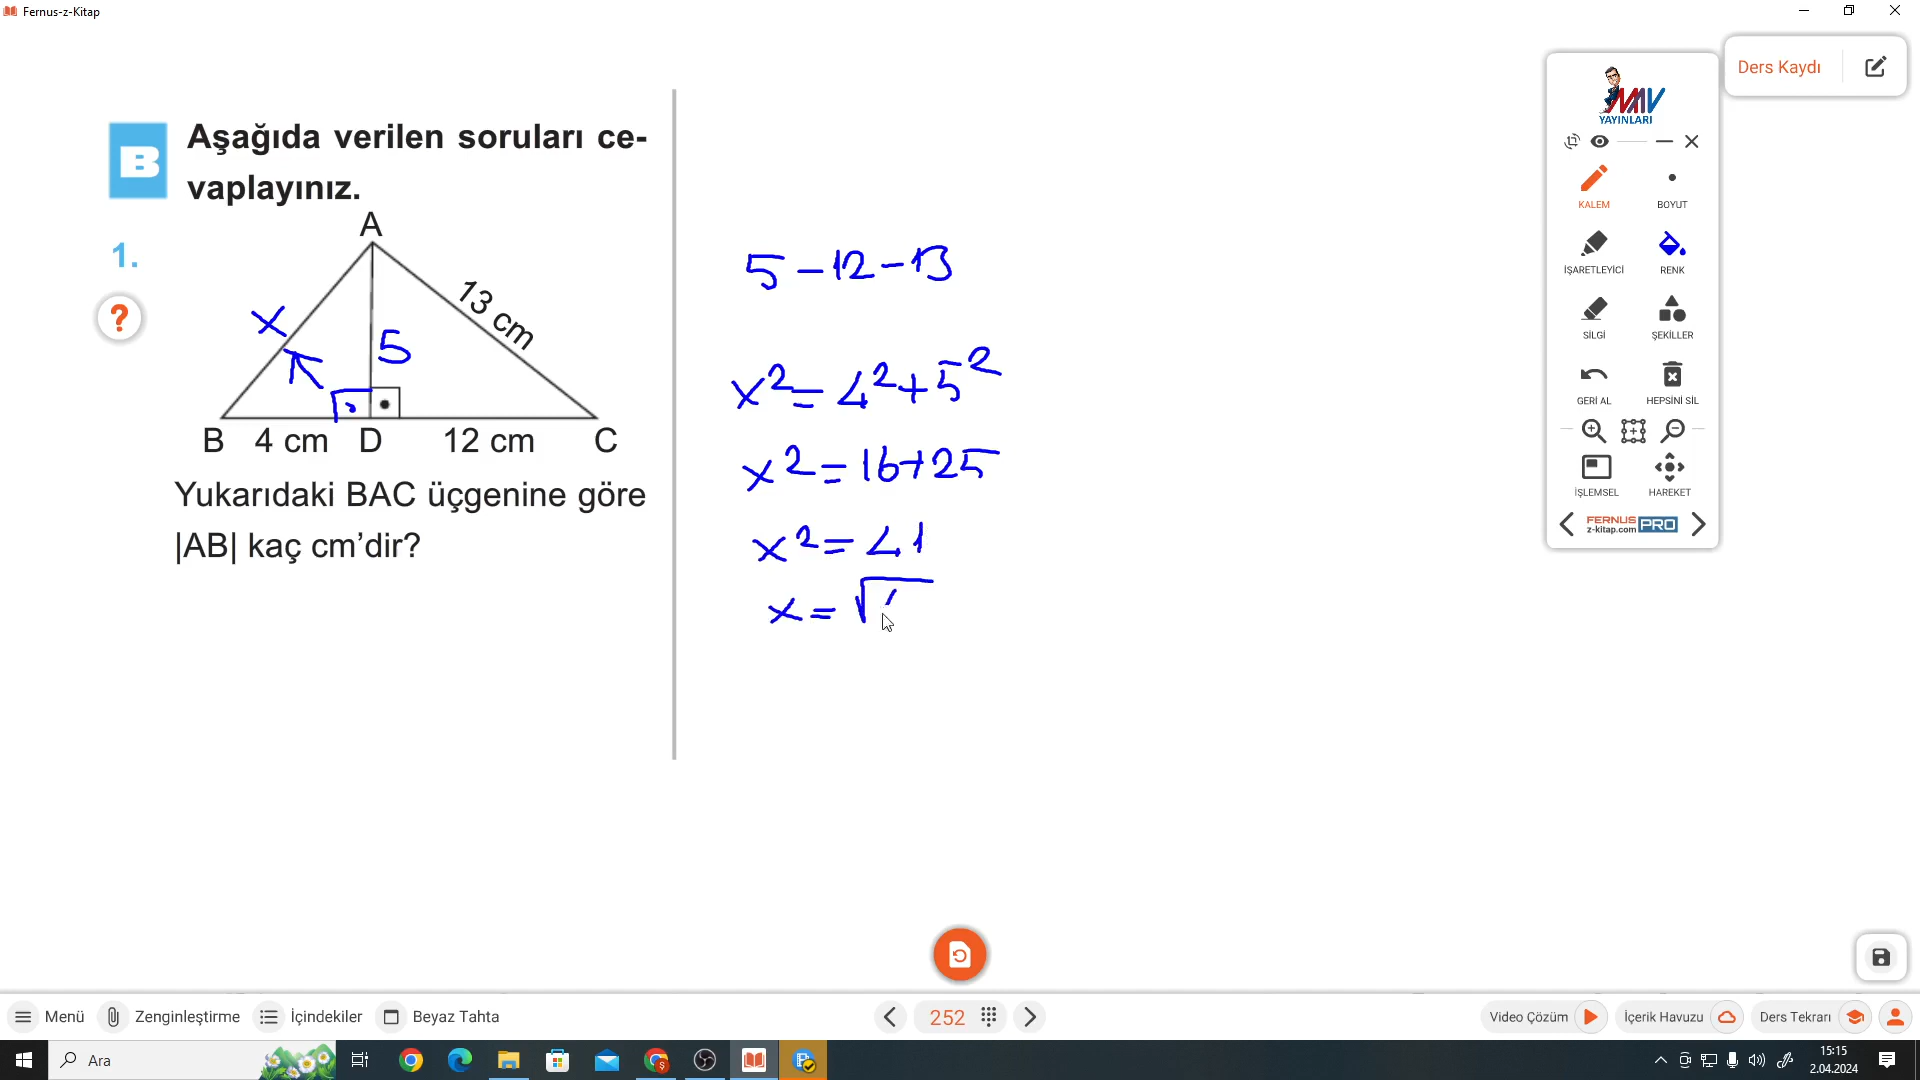 Fernus-z-Kitap
Ders Kaydı
MAV
YAYINLARI
KALEM
BOYUT
İŞARETLEYİCİ
RENK
SİLGİ
ŞEKİLLER
GERİ AL
HEPSİNİ SİL
İŞLEMSEL
HAREKET
FERNUS
z-kitap.com
PRO
B
Aşağıda verilen soruları ce-
vaplayınız.
1.
?
A
x
5
13 cm
B 4 cm D 12 cm C
Yukarıdaki BAC üçgenine göre
|AB| kaç cm’dir?
5 - 12 - 13
x² = 4² + 5²
x² = 16 + 25
x² = 41
x = √
Menü
Zenginleştirme
İçindekiler
Beyaz Tahta
252
Video Çözüm
İçerik Havuzu
Ders Tekrarı
Ara
15:15
2.04.2024